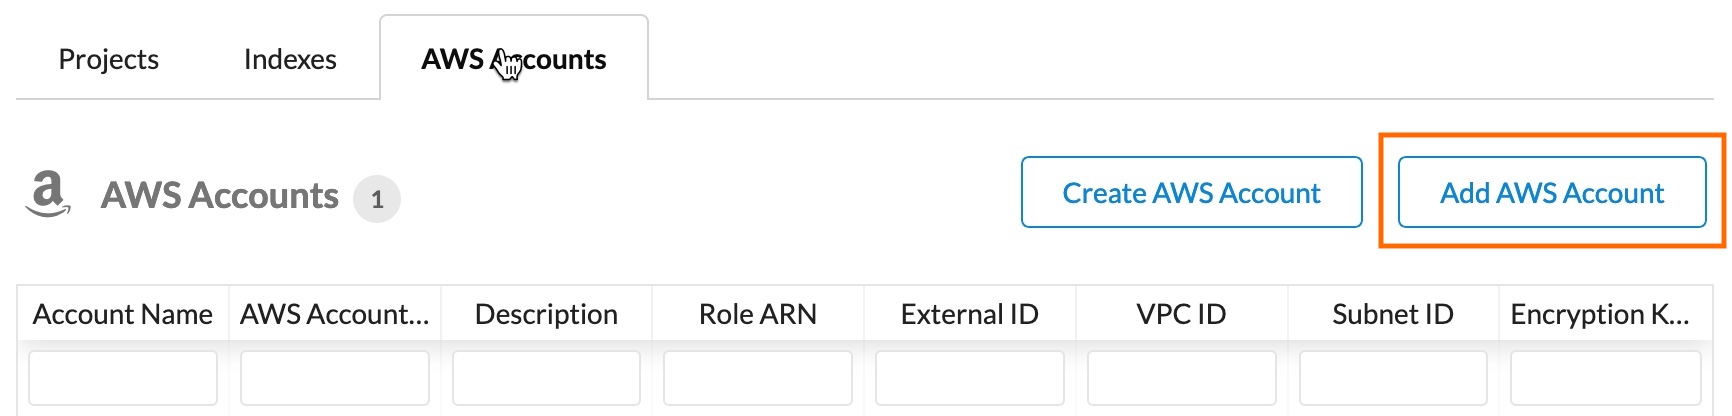 Projects Indexes AWS Accounts
AWS Accounts 1 Create AWS Account Add AWS Account
Account Name AWS Account... Description Role ARN External ID VPC ID Subnet ID Encryption K...